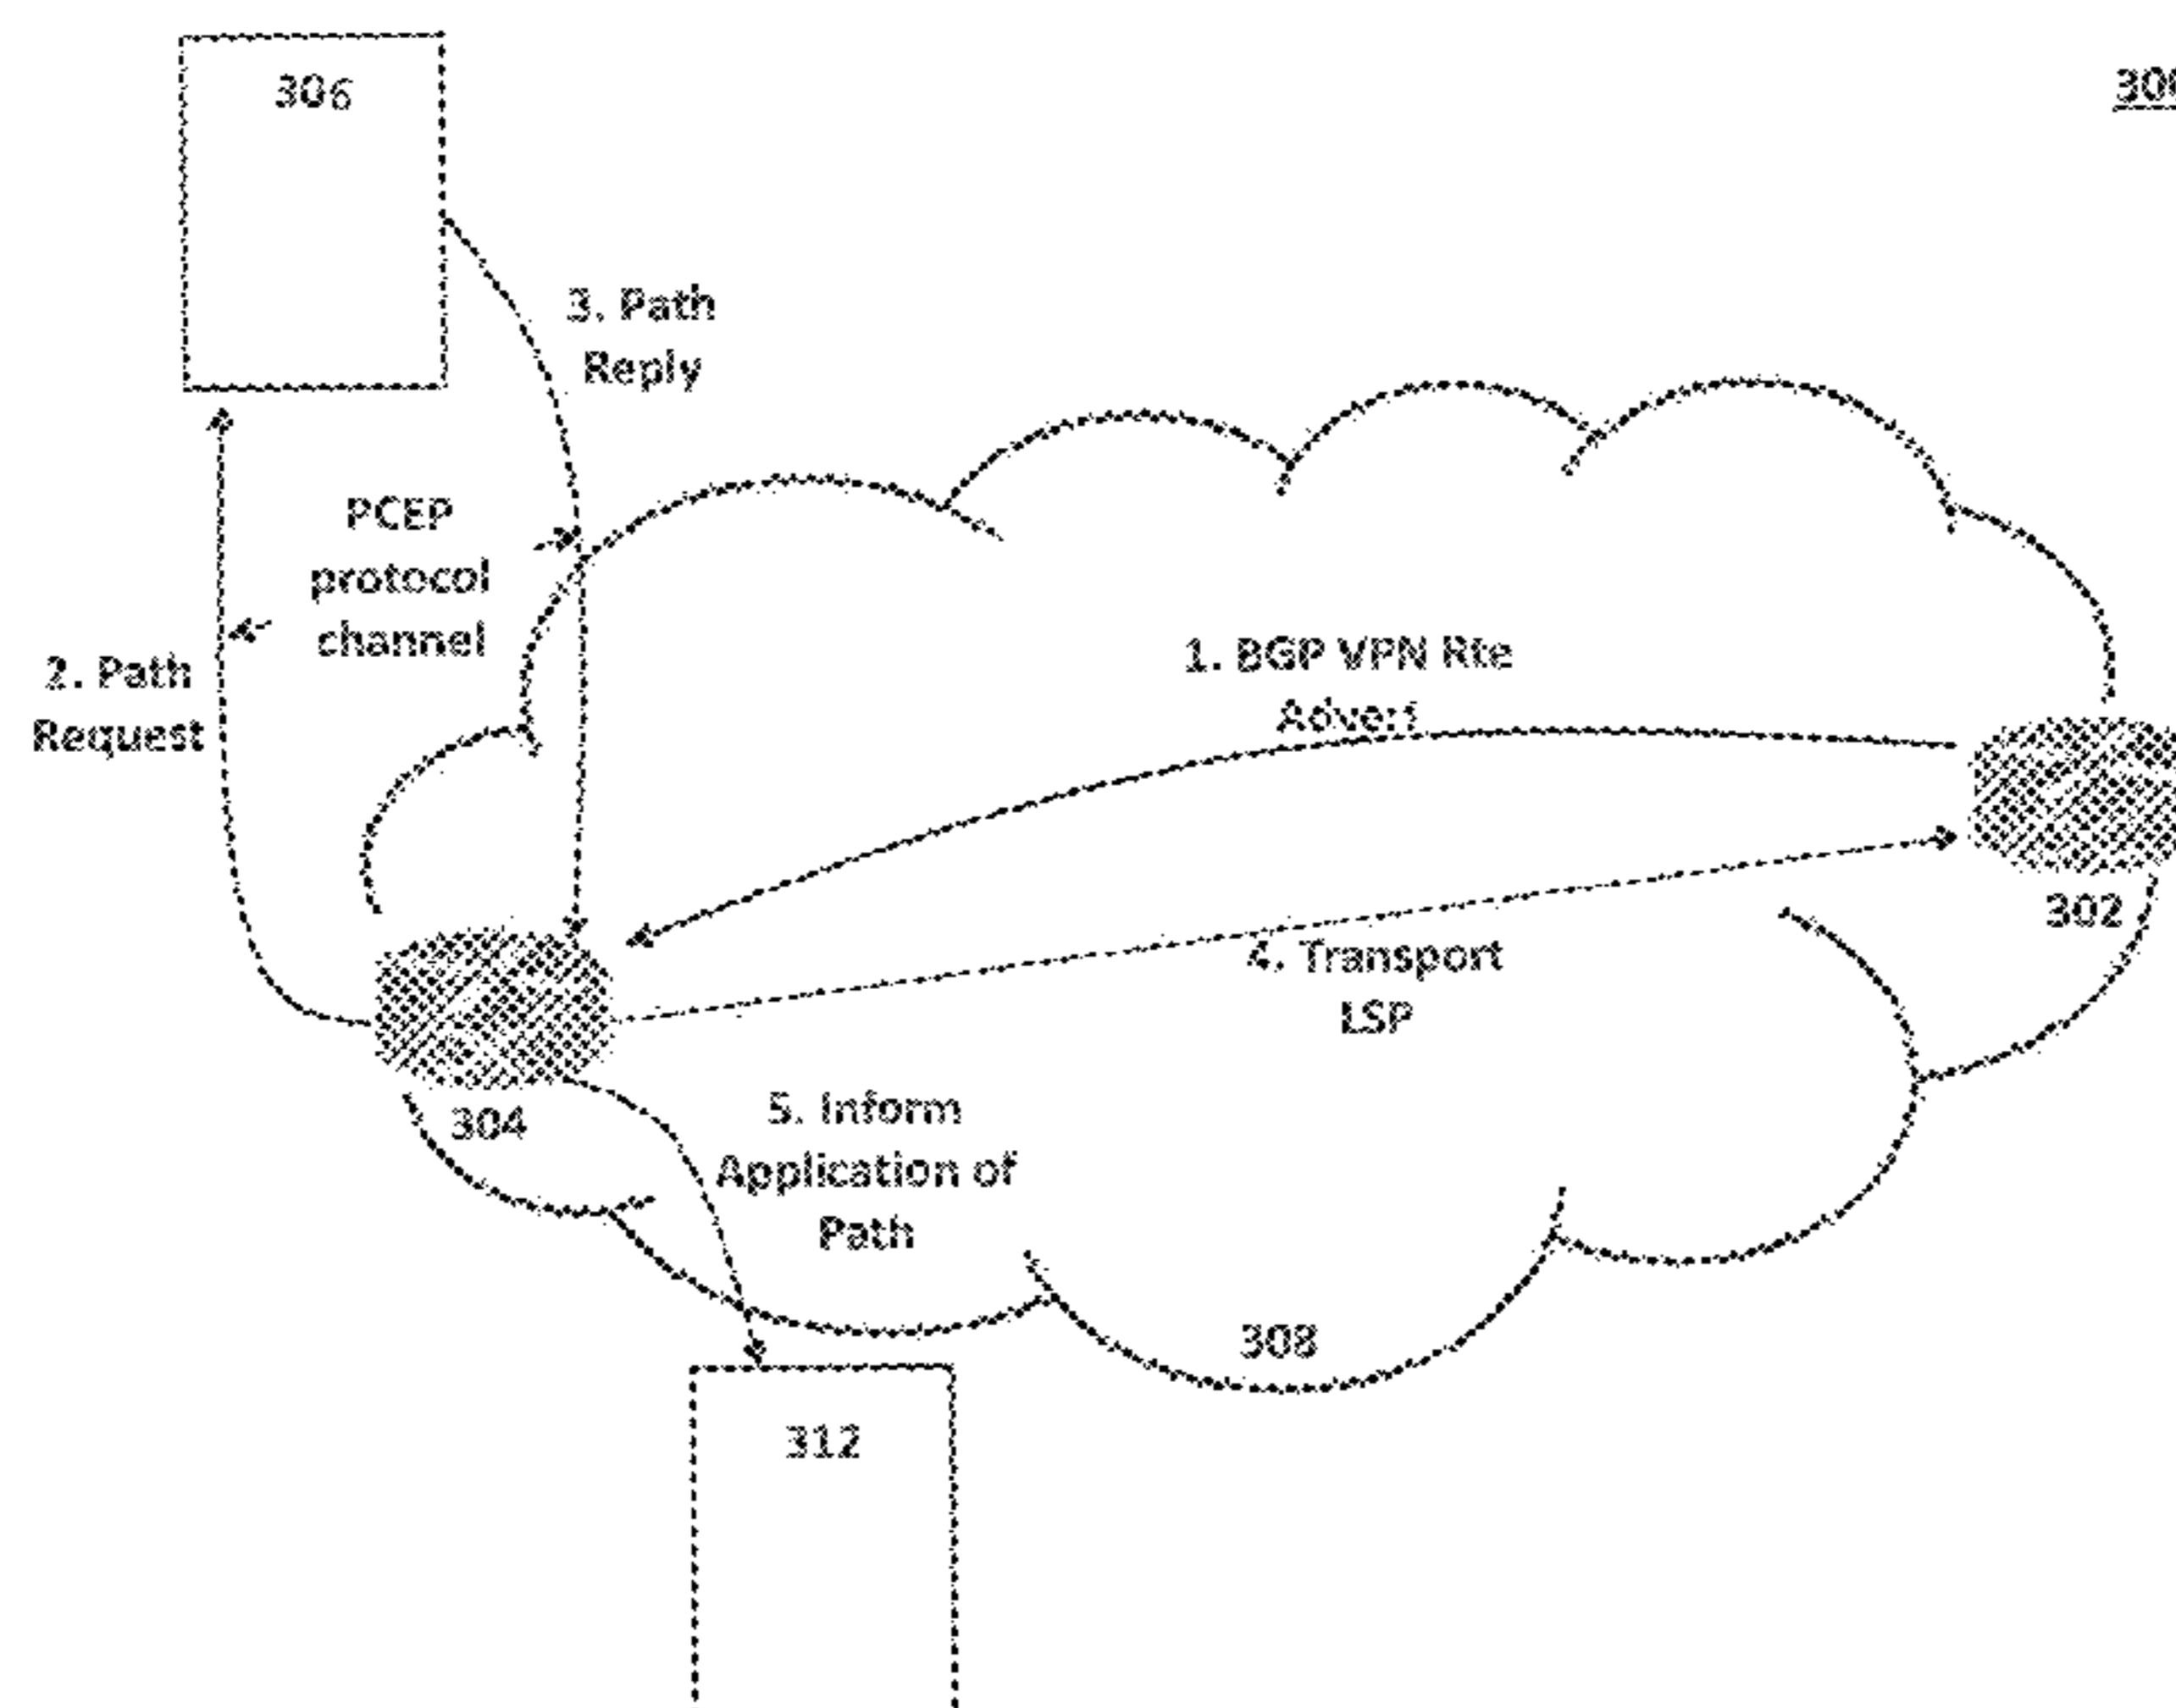 306
300
3. Path
Reply
PCEP
protocol
channel
2. Path
Request
1. BGP VPN Rte
Advert
302
4. Transport
LSP
304
5. Inform
Application of
Path
308
312